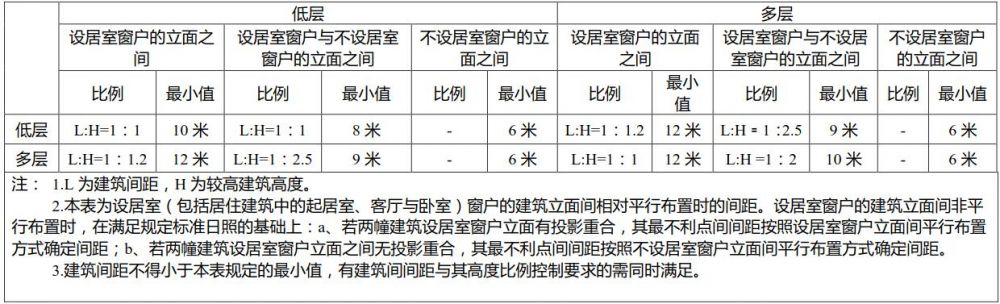 低层 多层
设居室窗户的立面之间 设居室窗户与不设居室窗户的立面之间 不设居室窗户的立面之间 设居室窗户的立面之间 设居室窗户与不设居室窗户的立面之间 不设居室窗户的立面之间
比例 最小值 比例 最小值 比例 最小值 比例 最小值 比例 最小值 比例 最小值
低层 L:H=1：1 10 米 L:H=1：1 8 米 - 6 米 L:H=1：1.2 12 米 L:H＝1：2.5 9 米 - 6 米
多层 L:H=1：1.2 12 米 L:H=1：2.5 9 米 - 6 米 L:H=1：1 12 米 L:H =1：2 10 米 - 6 米
注： 1.L 为建筑间距，H 为较高建筑高度。
2.本表为设居室（包括居住建筑中的起居室、客厅与卧室）窗户的建筑立面间相对平行布置时的间距。设居室窗户的建筑立面间非平
行布置时，在满足规定标准日照的基础上：a、若两幢建筑设居室窗户立面有投影重合，其最不利点间间距按照设居室窗户立面间平行布置
方式确定间距；b、若两幢建筑设居室窗户立面之间无投影重合，其最不利点间间距按照不设居室窗户立面间平行布置方式确定间距。
3.建筑间距不得小于本表规定的最小值，有建筑间间距与其高度比例控制要求的需同时满足。